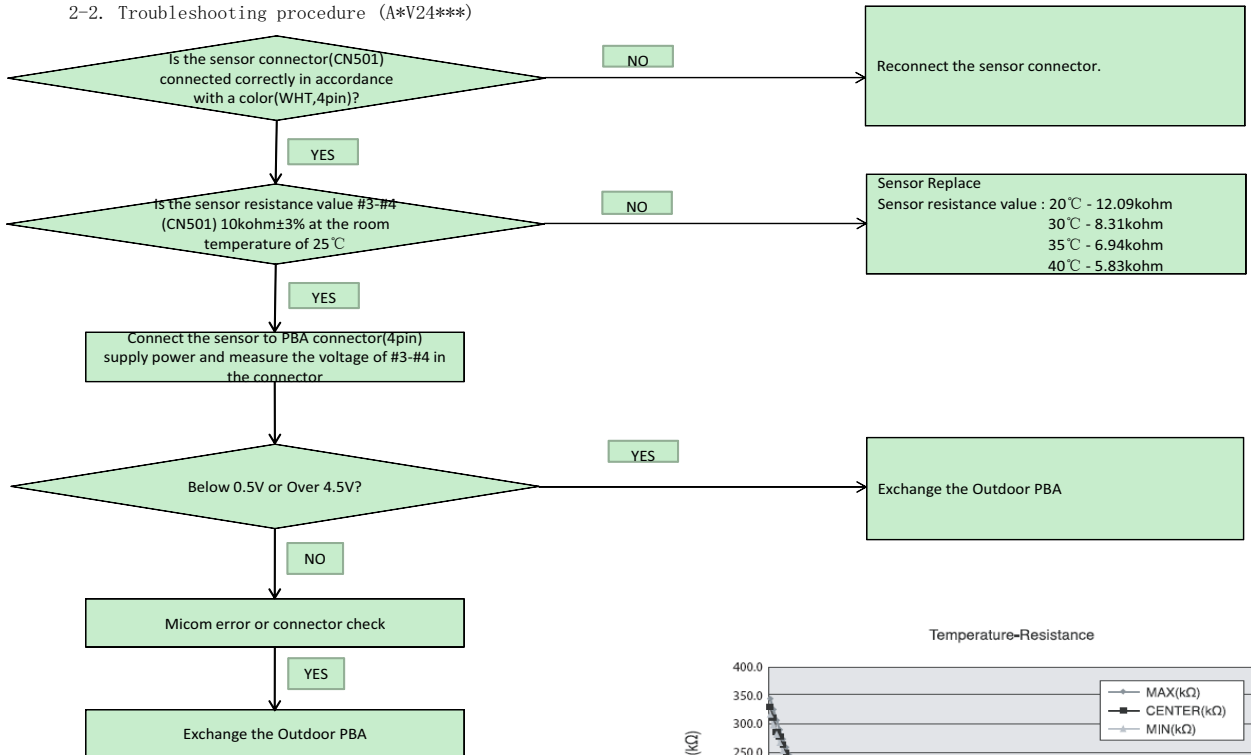 2-2. Troubleshooting procedure (A*V24***)
Is the sensor connector(CN501)
connected correctly in accordance
with a color(WHT,4pin)?
NO
Reconnect the sensor connector.
YES
Is the sensor resistance value #3-#4
(CN501) 10kohm±3% at the room
temperature of 25℃
NO
Sensor Replace
Sensor resistance value : 20℃ - 12.09kohm
30℃ - 8.31kohm
35℃ - 6.94kohm
40℃ - 5.83kohm
YES
Connect the sensor to PBA connector(4pin)
supply power and measure the voltage of #3-#4 in
the connector
Below 0.5V or Over 4.5V?
YES
Exchange the Outdoor PBA
NO
Micom error or connector check
YES
Exchange the Outdoor PBA
Temperature-Resistance
400.0
350.0
300.0
250.0
(kΩ)
MAX(kΩ)
CENTER(kΩ)
MIN(kΩ)